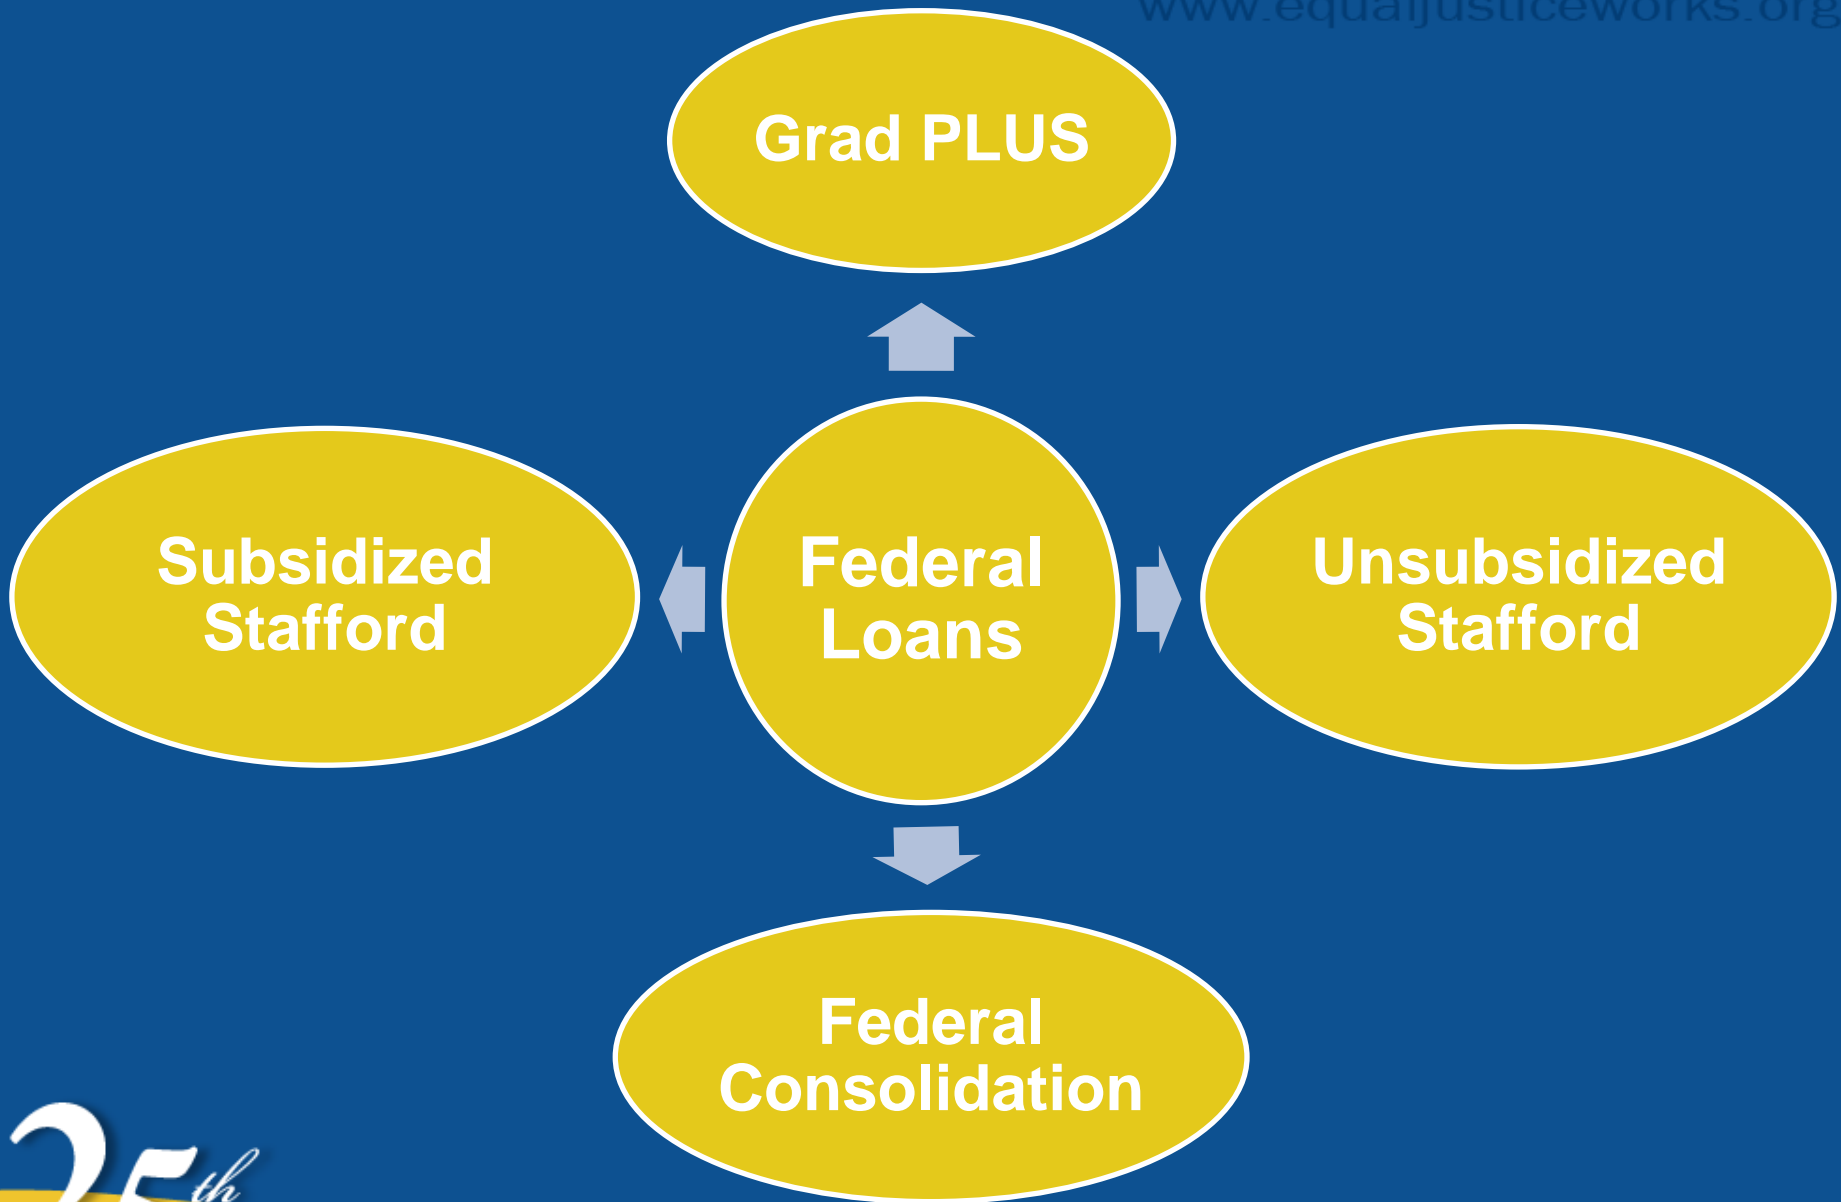 www.equaljusticeworks.org
Grad PLUS
Subsidized
Stafford
Federal
Loans
Unsubsidized
Stafford
Federal
Consolidation
25th